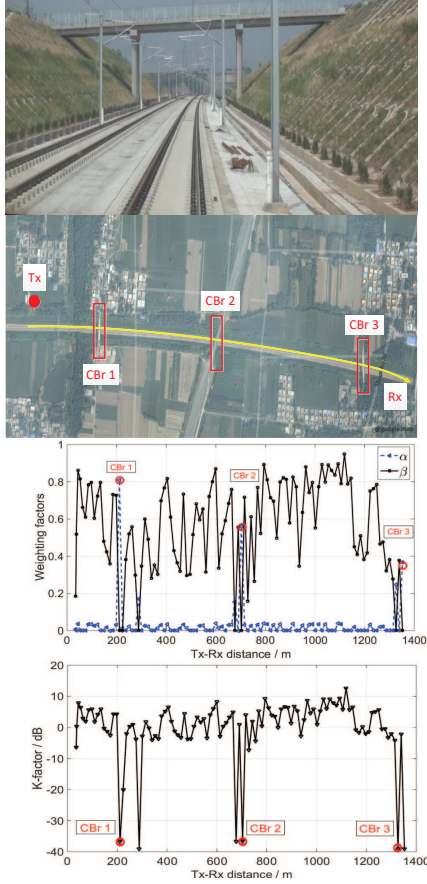 Tx
CBr 2
CBr 3
CBr 1
Rx
@google map
1
0.8
0.6
0.4
0.2
0
Weighting factors
CBr 1
CBr 2
CBr 3
α
β
0 200 400 600 800 1000 1200 1400
Tx-Rx distance / m
20
10
0
-10
-20
-30
-40
K-factor / dB
CBr 1
CBr 2
CBr 3
0 200 400 600 800 1000 1200 1400
Tx-Rx distance / m